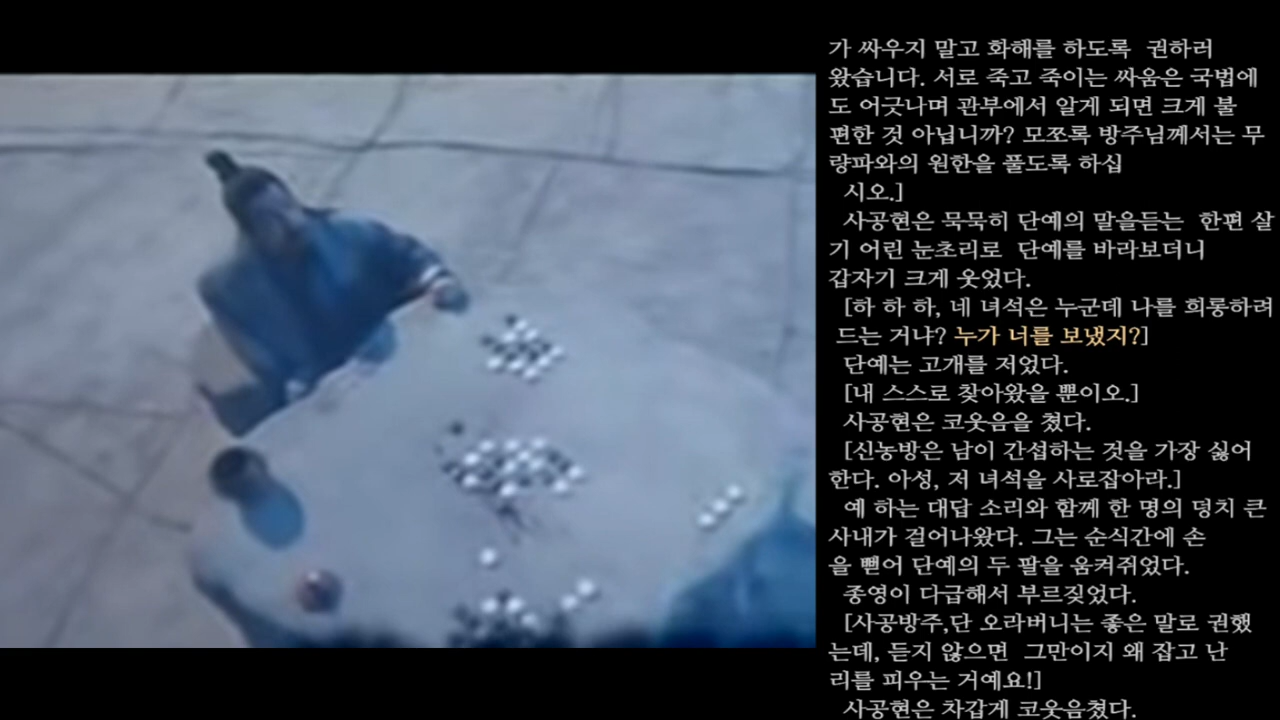 가 싸우지 말고 화해를 하도록 권하러
왔습니다. 서로 죽고 죽이는 싸움은 국법에
도 어긋나며 관부에서 알게 되면 크게 불
편한 것 아닙니까? 모쪼록 방주님께서는 무
량파와의 원한을 풀도록 하십
시오.]
사공현은 묵묵히 단예의 말을듣는 한편 살
기 어린 눈초리로 단예를 바라보더니
갑자기 크게 웃었다.
[하 하 하, 네 녀석은 누군데 나를 희롱하려
드는 거냐? 누가 너를 보냈지?]
단예는 고개를 저었다.
[내 스스로 찾아왔을 뿐이오.]
사공현은 코웃음을 쳤다.
[신농방은 남이 간섭하는 것을 가장 싫어
한다. 아성, 저 녀석을 사로잡아라.]
예 하는 대답 소리와 함께 한 명의 덩치 큰
사내가 걸어나왔다. 그는 순식간에 손
을 뻗어 단예의 두 팔을 움켜쥐었다.
종영이 다급해서 부르짖었다.
[사공방주,단 오라버니는 좋은 말로 권했
는데, 듣지 않으면 그만이지 왜 잡고 난
리를 피우는 거예요!]
사공현은 차갑게 코웃음쳤다.